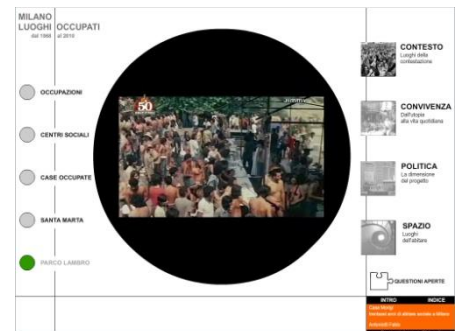 MILANO
LUOGHI OCCUPATI
dal 1968 al 2010
OCCUPAZIONI
CENTRI SOCIALI
CASE OCCUPATE
SANTA MARTA
PARCO LAMBRO
50
CONTESTO
Luoghi della
contestazione
CONVIVENZA
Dall'utopia
alla vita quotidiana
POLITICA
La dimensione
del progetto
SPAZIO
Luoghi
dell'abitare
QUESTIONI APERTE
INTRO INDICE